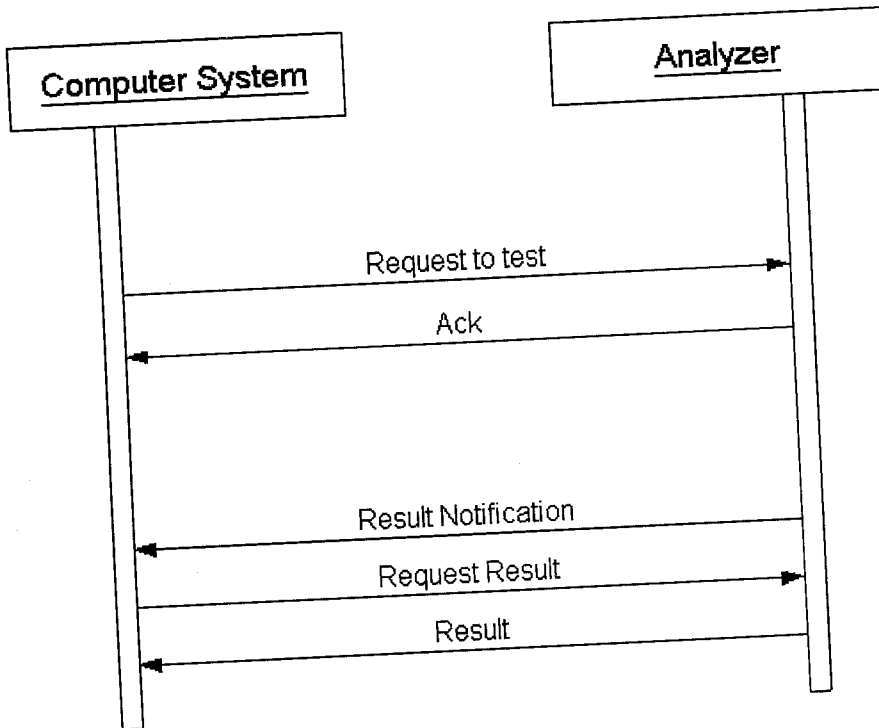 Computer System
Analyzer
Request to test
Ack
Result Notification
Request Result
Result